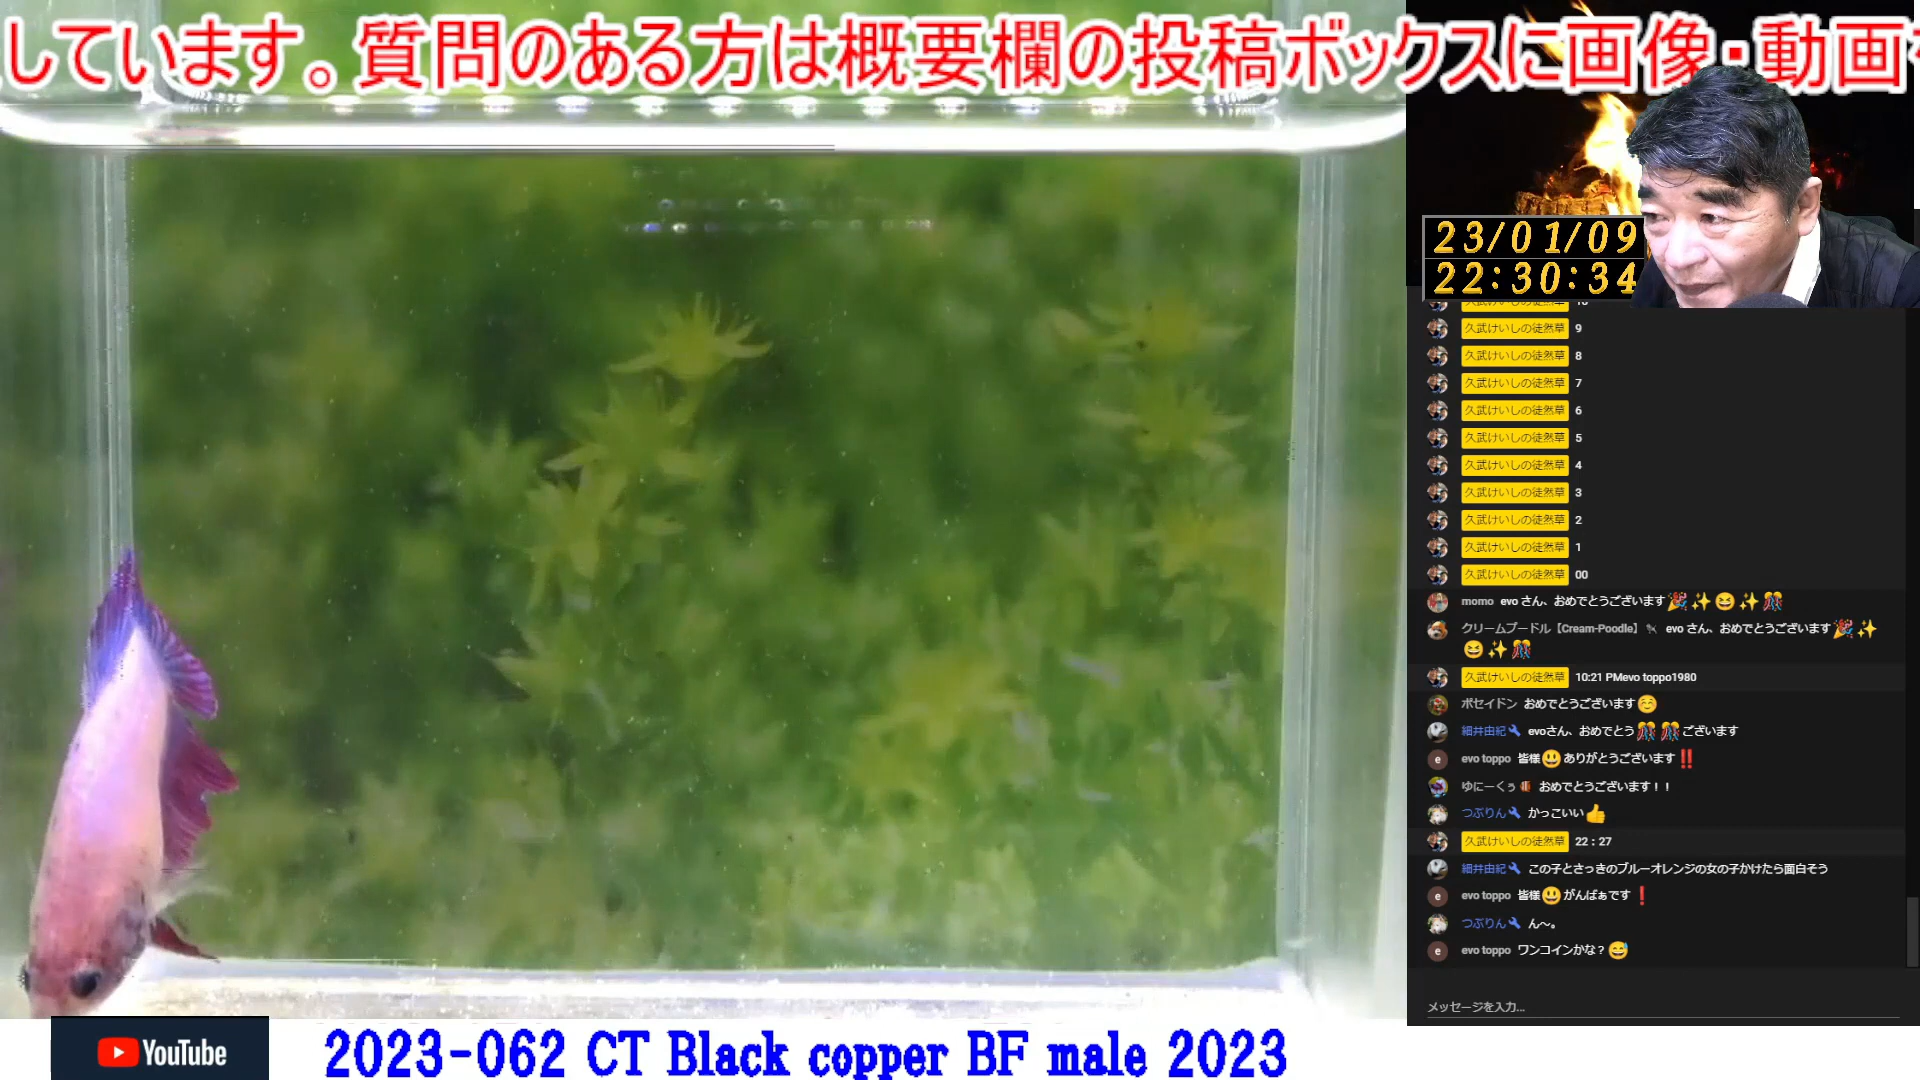 しています。質問のある方は概要欄の投稿ボックスに画像・動画
23/01/09
22:30:34
久武けいしの徒然草 10
久武けいしの徒然草 9
久武けいしの徒然草 8
久武けいしの徒然草 7
久武けいしの徒然草 6
久武けいしの徒然草 5
久武けいしの徒然草 4
久武けいしの徒然草 3
久武けいしの徒然草 2
久武けいしの徒然草 1
久武けいしの徒然草 00
momo evo さん、おめでとうございます🎉✨😆✨🎊
クリームプードル【Cream-Poodle】🐩 evo さん、おめでとうございます🎉✨
😆✨🎊
久武けいしの徒然草 10:21 PMevo toppo1980
ポセイドン おめでとうございます☺️
細井由紀 evoさん、おめでとう🎊🎊ございます
evo toppo 皆様😃ありがとうございます‼️
ゆにーくぅ🐠 おめでとうございます！！
つぶりん かっこいい👍
久武けいしの徒然草 22：27
細井由紀 この子とさっきのブルーオレンジの女の子かけたら面白そう
evo toppo 皆様😃がんばぁです❗
つぶりん ん〜。
evo toppo ワンコインかな？😅
メッセージを入力...
YouTube
2023-062 CT Black copper BF male 2023